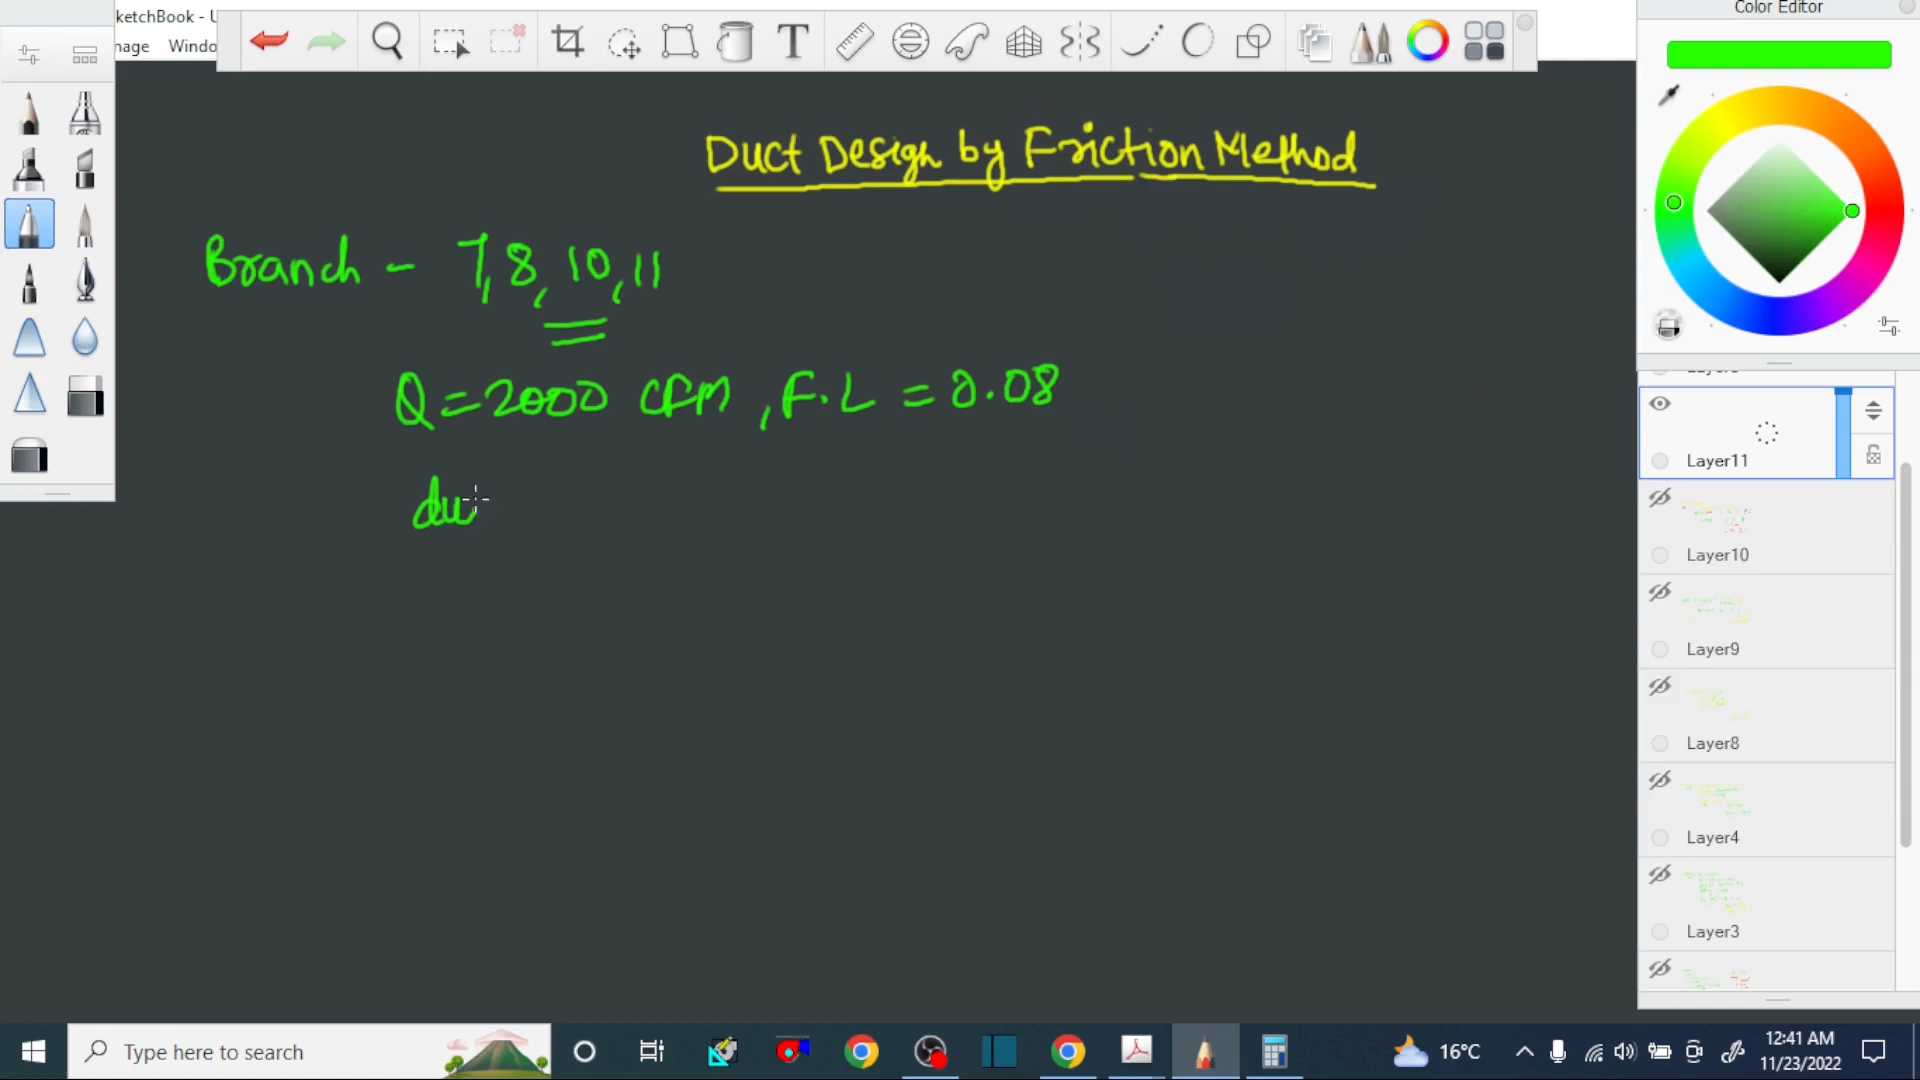 ketchBook - U
Color Editor
nage Windo
Duct Design by Friction Method
Branch - 7,8,10,11
Q=2000 CFM, F.L = 0.08
du
Layer11
Layer10
Layer9
Layer8
Layer4
Layer3
Type here to search
16°C
12:41 AM
11/23/2022